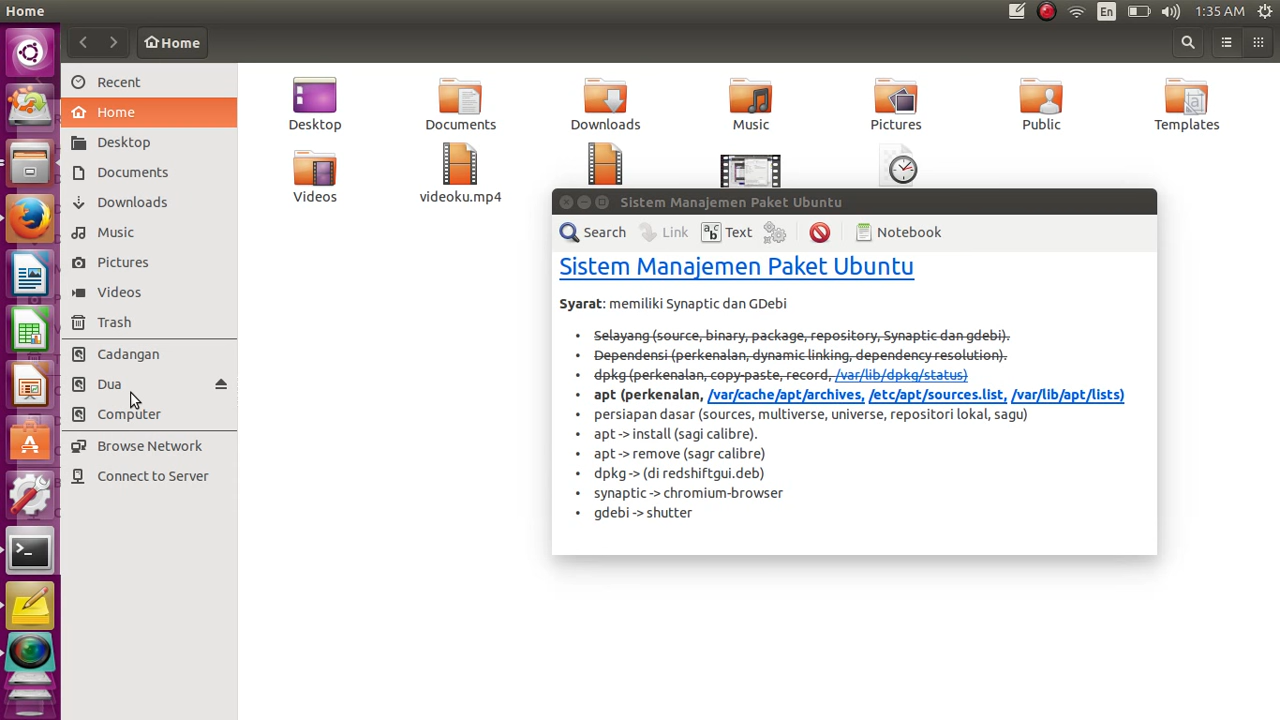 Home
En
1:35 AM
Home
Recent
Home
Desktop
Documents
Downloads
Music
Pictures
Videos
Trash
Cadangan
Dua
Computer
Browse Network
Connect to Server
Desktop
Documents
Downloads
Music
Pictures
Public
Templates
Videos
videoku.mp4
Sistem Manajemen Paket Ubuntu
Search
Link
Text
Notebook
Sistem Manajemen Paket Ubuntu
Syarat: memiliki Synaptic dan GDebi
• Selayang (source, binary, package, repository, Synaptic dan gdebi).
• Dependensi (perkenalan, dynamic linking, dependency resolution).
• dpkg (perkenalan, copy-paste, record, /var/lib/dpkg/status)
• apt (perkenalan, /var/cache/apt/archives, /etc/apt/sources.list, /var/lib/apt/lists)
• persiapan dasar (sources, multiverse, universe, repositori lokal, sagu)
• apt -> install (sagi calibre).
• apt -> remove (sagr calibre)
• dpkg -> (di redshiftgui.deb)
• synaptic -> chromium-browser
• gdebi -> shutter